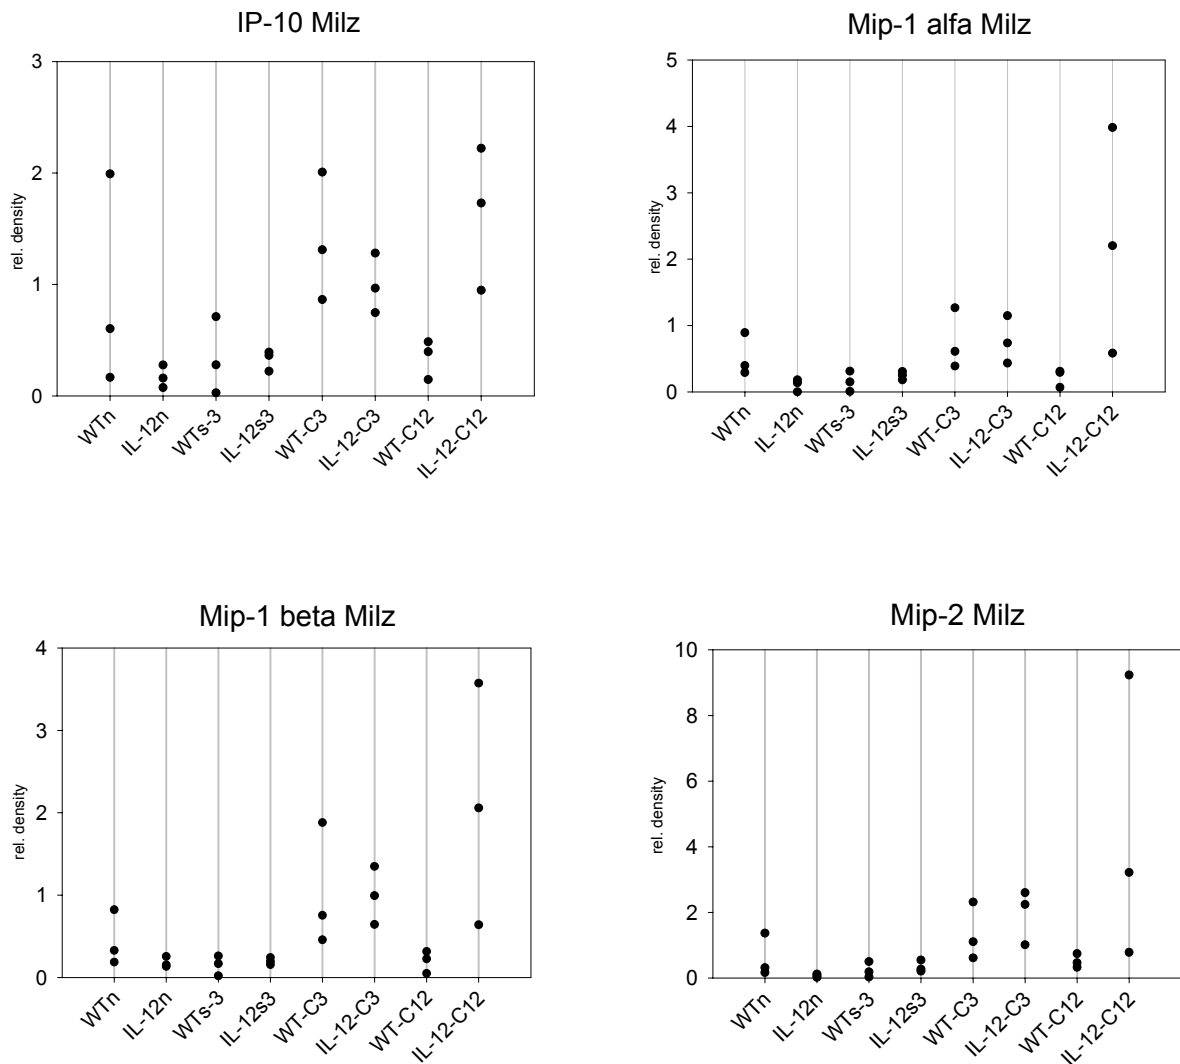 IP-10 Milz
3
2
1
0
rel. density
WTn
IL-12n
WTs-3
IL-12s3
WT-C3
IL-12-C3
WT-C12
IL-12-C12
Mip-1 alfa Milz
5
4
3
2
1
0
rel. density
WTn
IL-12n
WTs-3
IL-12s3
WT-C3
IL-12-C3
WT-C12
IL-12-C12
Mip-1 beta Milz
4
3
2
1
0
rel. density
WTn
IL-12n
WTs-3
IL-12s3
WT-C3
IL-12-C3
WT-C12
IL-12-C12
Mip-2 Milz
10
8
6
4
2
0
rel. density
WTn
IL-12n
WTs-3
IL-12s3
WT-C3
IL-12-C3
WT-C12
IL-12-C12